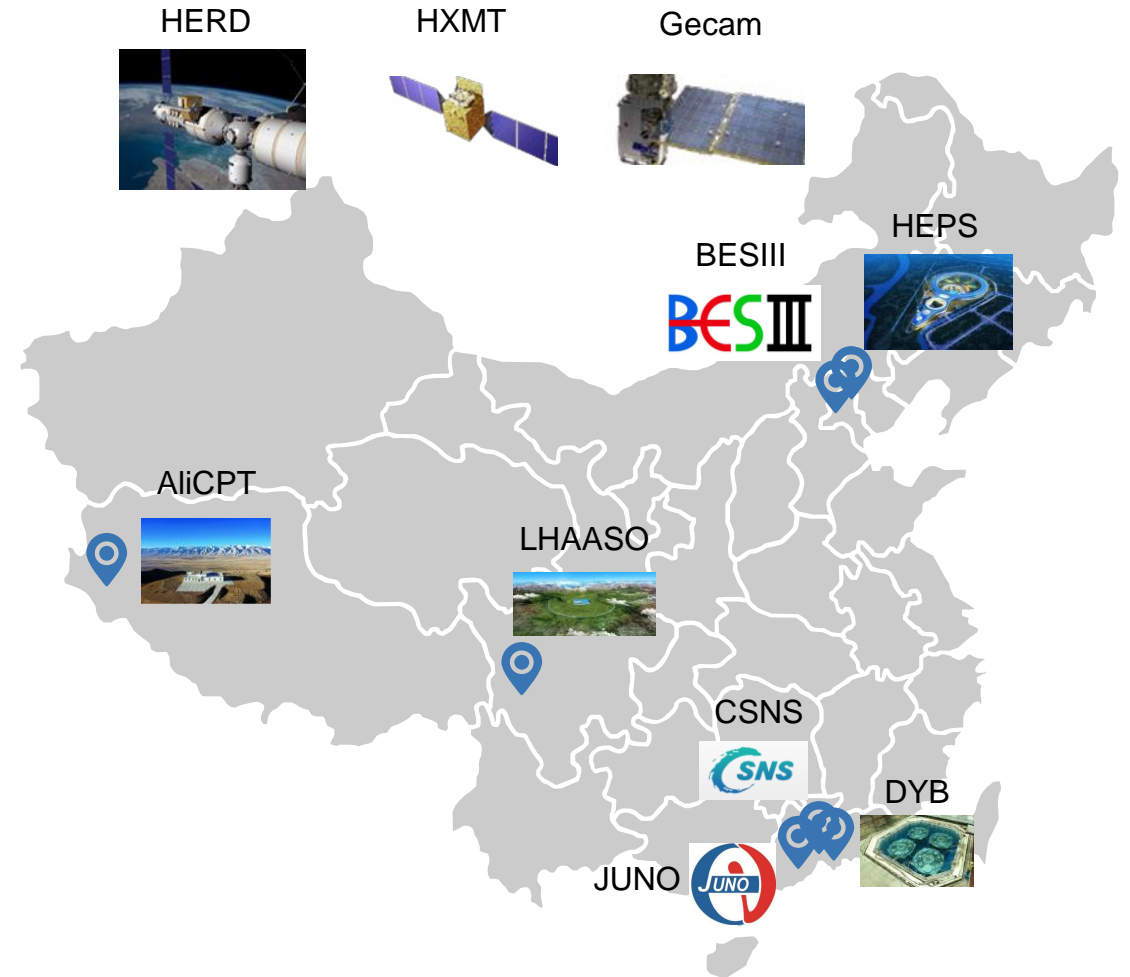 HERD
HXMT
Gecam
HEPS
BESIII
BESIII
AliCPT
LHAASO
CSNS
CSNS
DYB
JUNO
JUNO